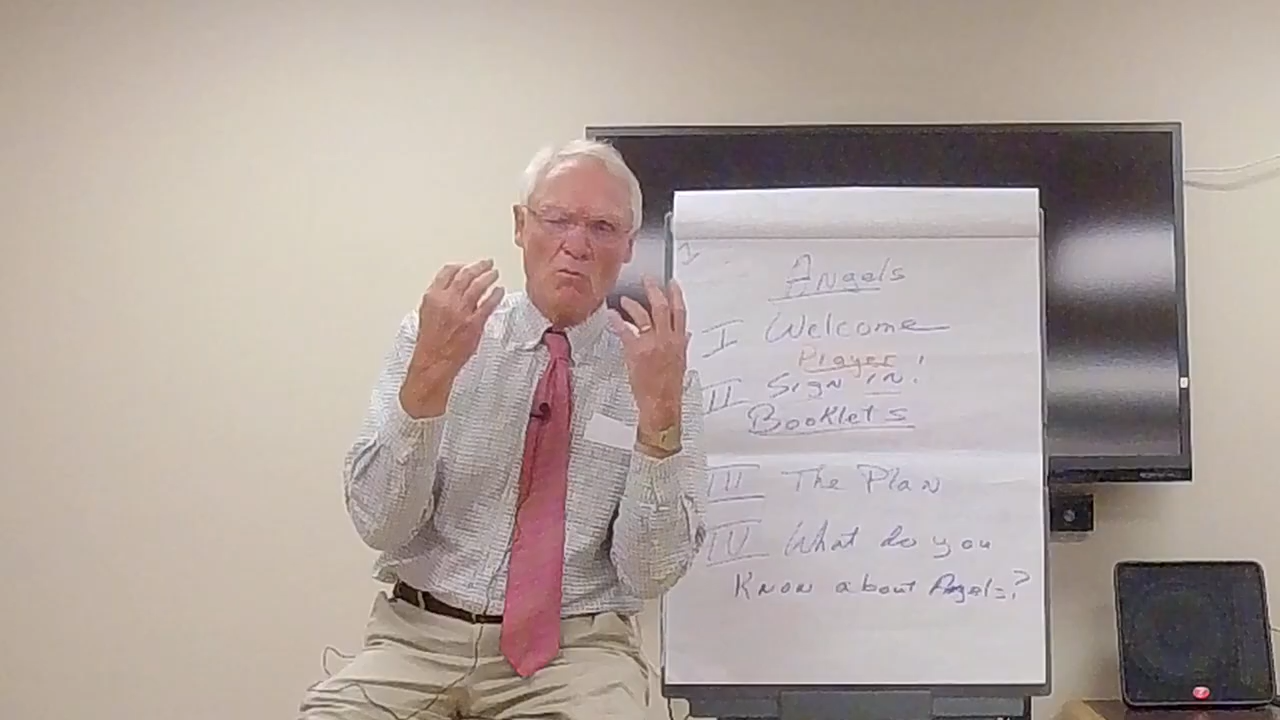 Angels
I Welcome
Prayer!
II Sign in!
Booklets
III The Plan
IV What do you
Know about Angels?